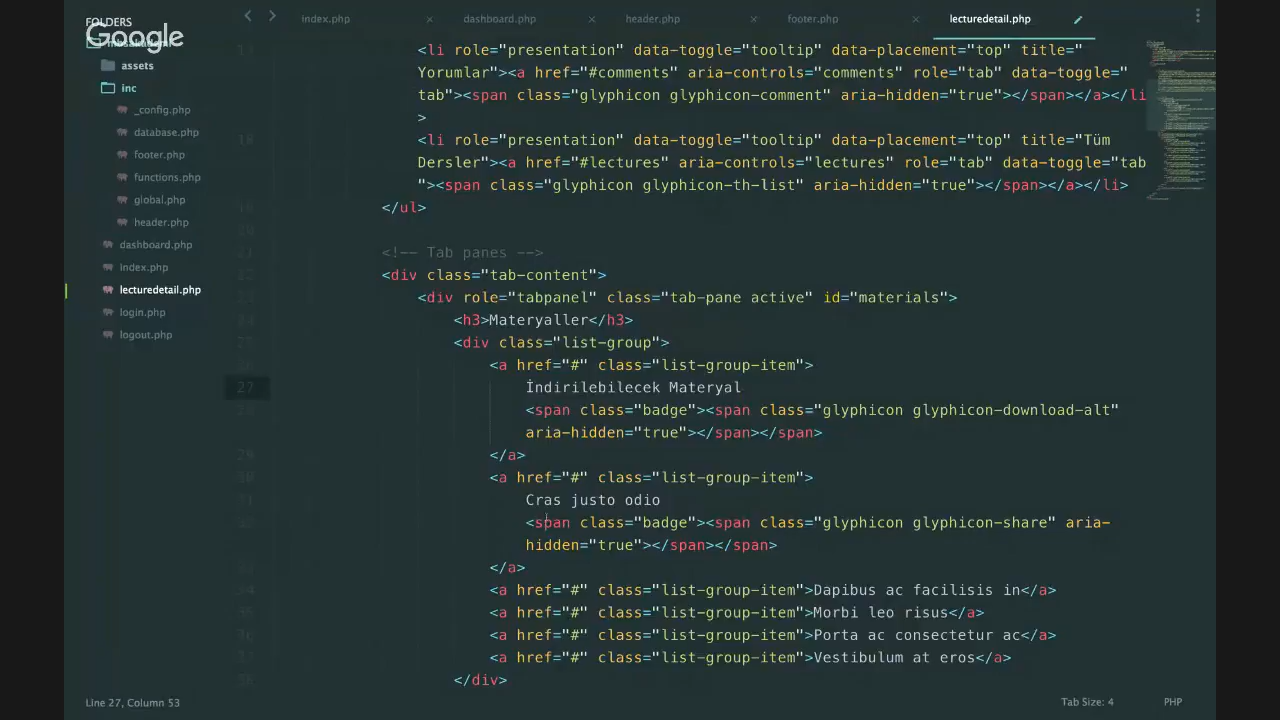 FOLDERS
Google
assets
inc
_config.php
database.php
footer.php
functions.php
global.php
header.php
dashboard.php
index.php
lecturedetail.php
login.php
logout.php
index.php
dashboard.php
header.php
footer.php
lecturedetail.php
<li role="presentation" data-toggle="tooltip" data-placement="top" title="
Yorumlar"><a href="#comments" aria-controls="comments" role="tab" data-toggle="
tab"><span class="glyphicon glyphicon-comment" aria-hidden="true"></span></a></li
>
18 <li role="presentation" data-toggle="tooltip" data-placement="top" title="Tüm
Dersler"><a href="#lectures" aria-controls="lectures" role="tab" data-toggle="tab
"><span class="glyphicon glyphicon-th-list" aria-hidden="true"></span></a></li>
</ul>
<!-- Tab panes -->
<div class="tab-content">
<div role="tabpanel" class="tab-pane active" id="materials">
<h3>Materyaller</h3>
<div class="list-group">
<a href="#" class="list-group-item">
27 İndirilebilecek Materyal
<span class="badge"><span class="glyphicon glyphicon-download-alt"
aria-hidden="true"></span></span>
29 </a>
30 <a href="#" class="list-group-item">
Cras justo odio
<span class="badge"><span class="glyphicon glyphicon-share" aria-
hidden="true"></span></span>
</a>
<a href="#" class="list-group-item">Dapibus ac facilisis in</a>
<a href="#" class="list-group-item">Morbi leo risus</a>
<a href="#" class="list-group-item">Porta ac consectetur ac</a>
<a href="#" class="list-group-item">Vestibulum at eros</a>
</div>
Line 27, Column 53
Tab Size: 4
PHP